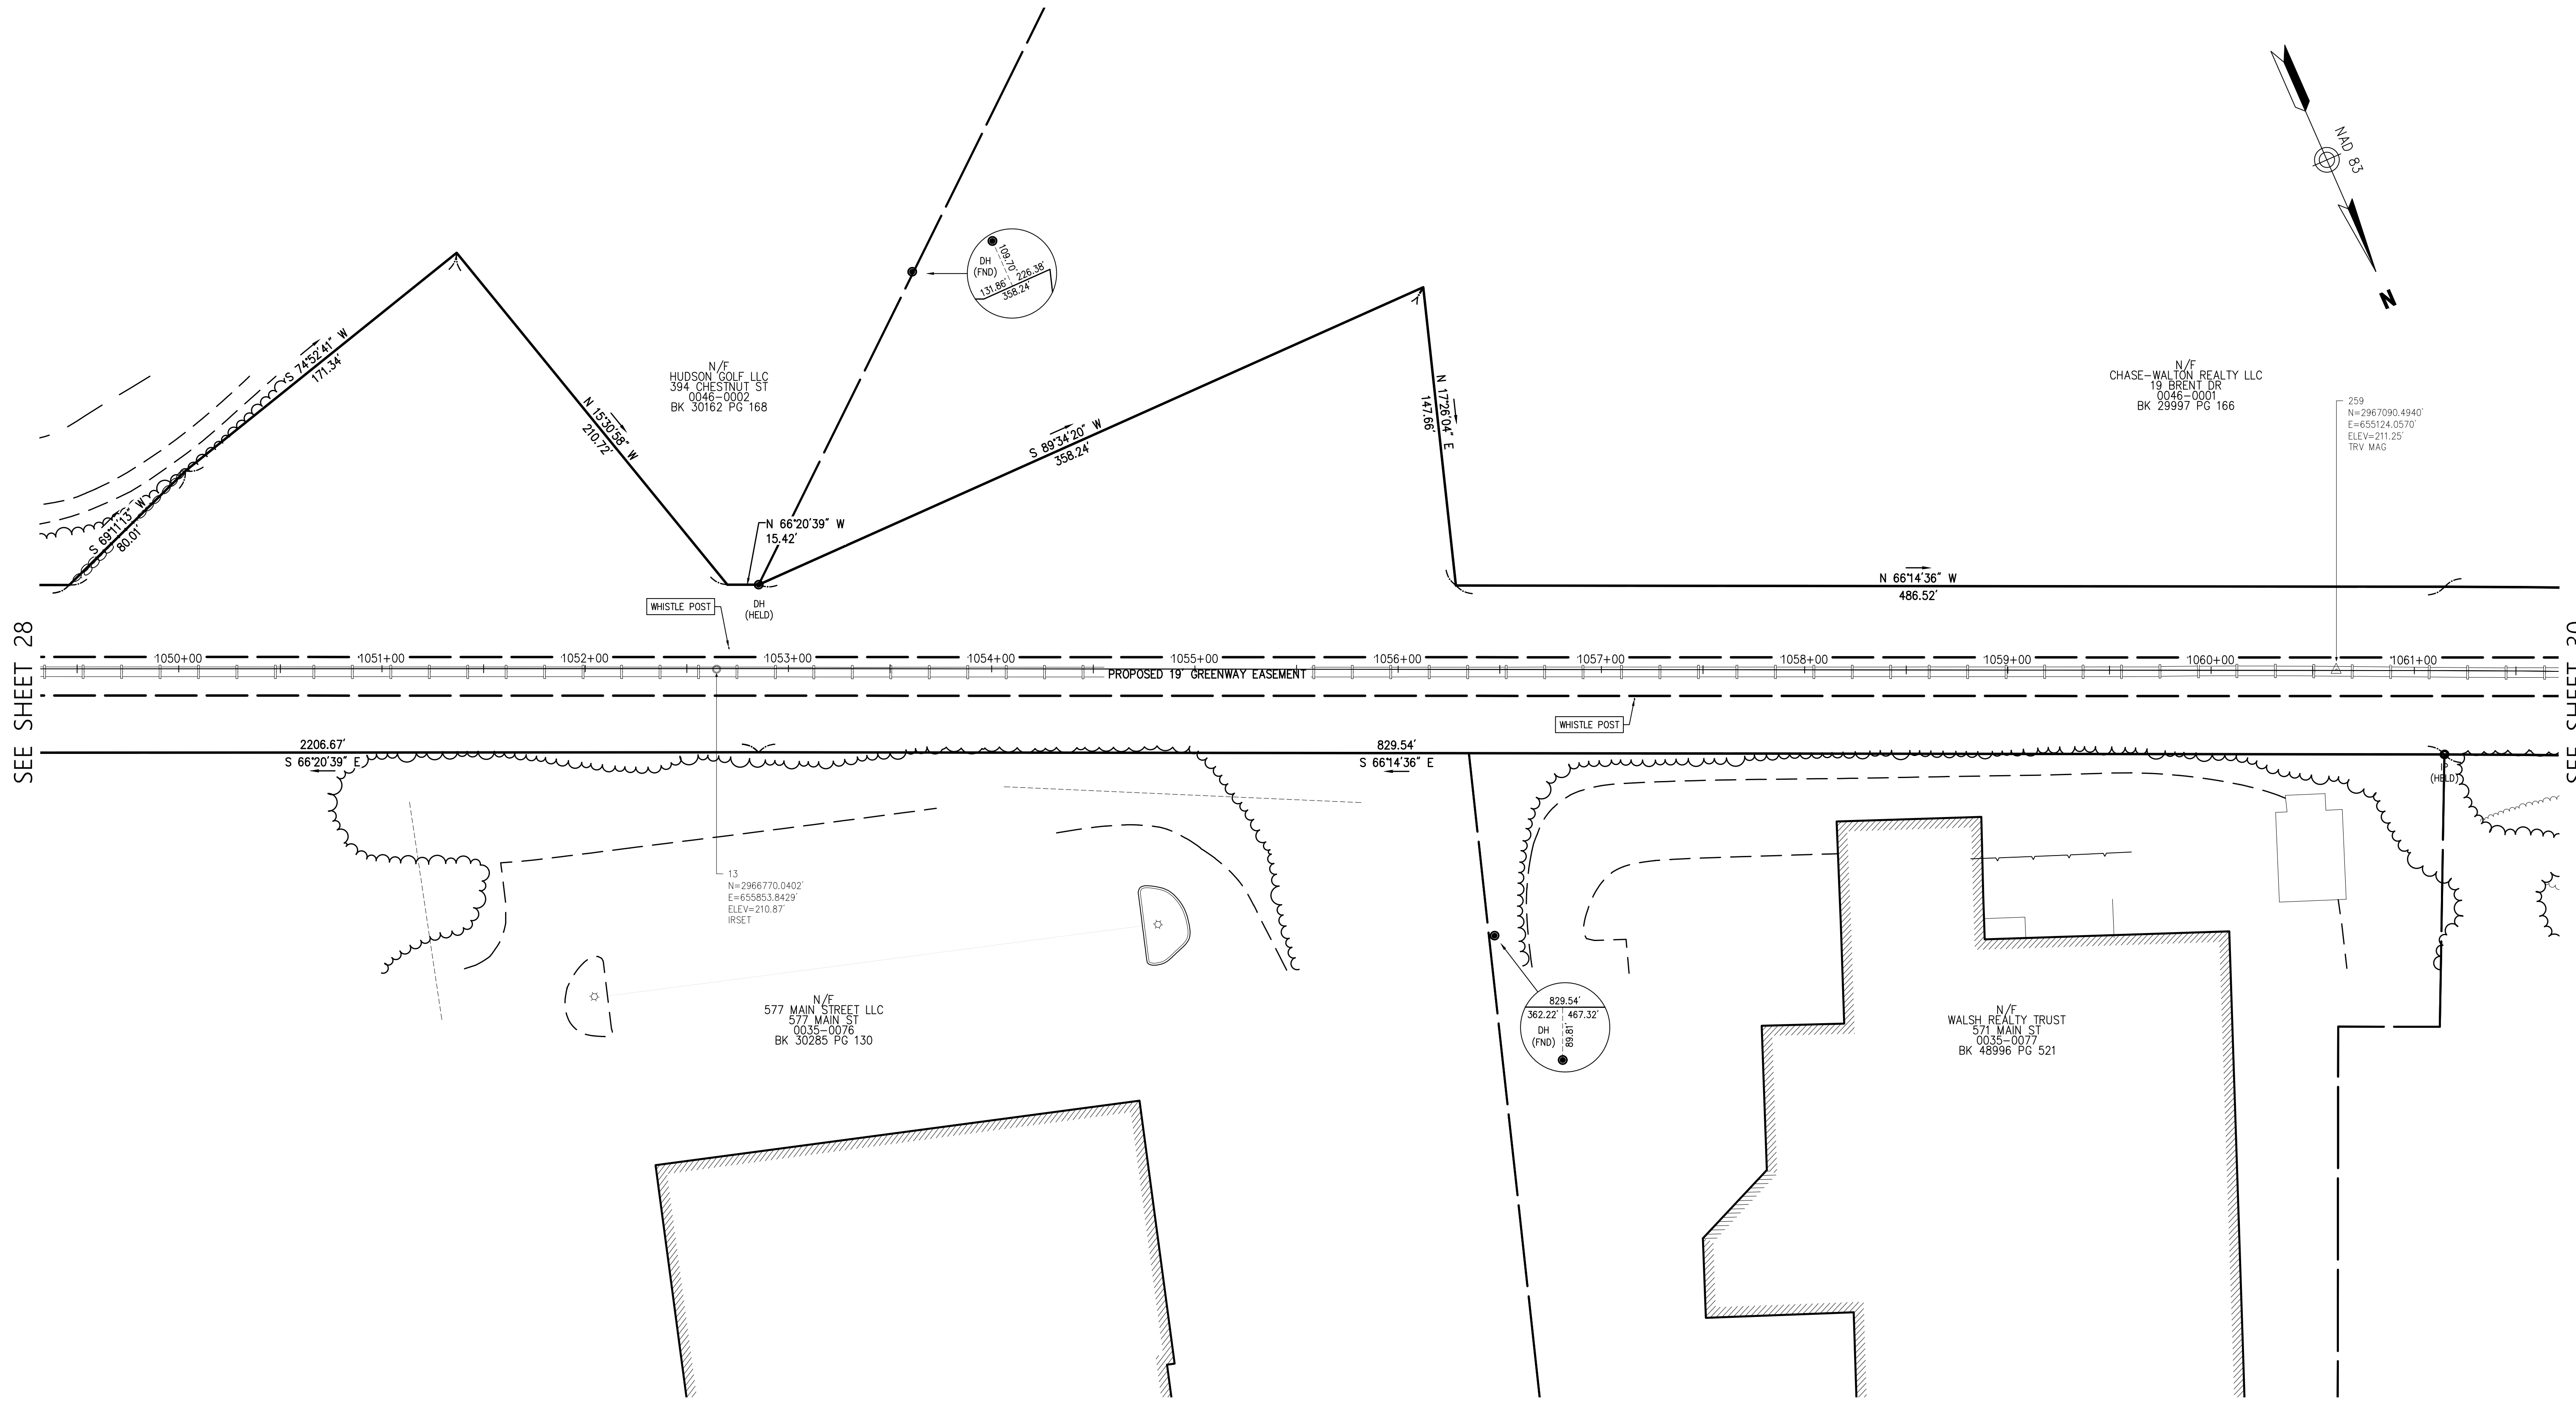 NAD 83
N
DH
(FND)
109.70'
131.86'
226.38'
358.24'
S 74°52'41" W
171.34'
N/F
HUDSON GOLF LLC
394 CHESTNUT ST
0046-0002
BK 30162 PG 168
N/F
CHASE-WALTON REALTY LLC
19 BRENT DR
0046-0001
BK 29997 PG 166
259
N=2967090.4940'
E=655124.0570'
ELEV=211.25'
TRV MAG
N 15°30'58" W
210.72'
S 89°34'20" W
358.24'
N 17°26'04" E
147.66'
S 69°11'13" W
80.01'
N 66°20'39" W
15.42'
N 66°14'36" W
486.52'
WHISTLE POST
DH
(HELD)
SEE SHEET 28
SEE SHEET 30
1050+00
1051+00
1052+00
1053+00
1054+00
1055+00
1056+00
1057+00
1058+00
1059+00
1060+00
1061+00
PROPOSED 19' GREENWAY EASEMENT
WHISTLE POST
2206.67'
S 66°20'39" E
829.54'
S 66°14'36" E
IP
(HELD)
13
N=2966770.0402'
E=655853.8429'
ELEV=210.87'
IRSET
N/F
577 MAIN STREET LLC
577 MAIN ST
0035-0076
BK 30285 PG 130
829.54'
362.22'
467.32'
DH
(FND)
89.81'
N/F
WALSH REALTY TRUST
571 MAIN ST
0035-0077
BK 48996 PG 521